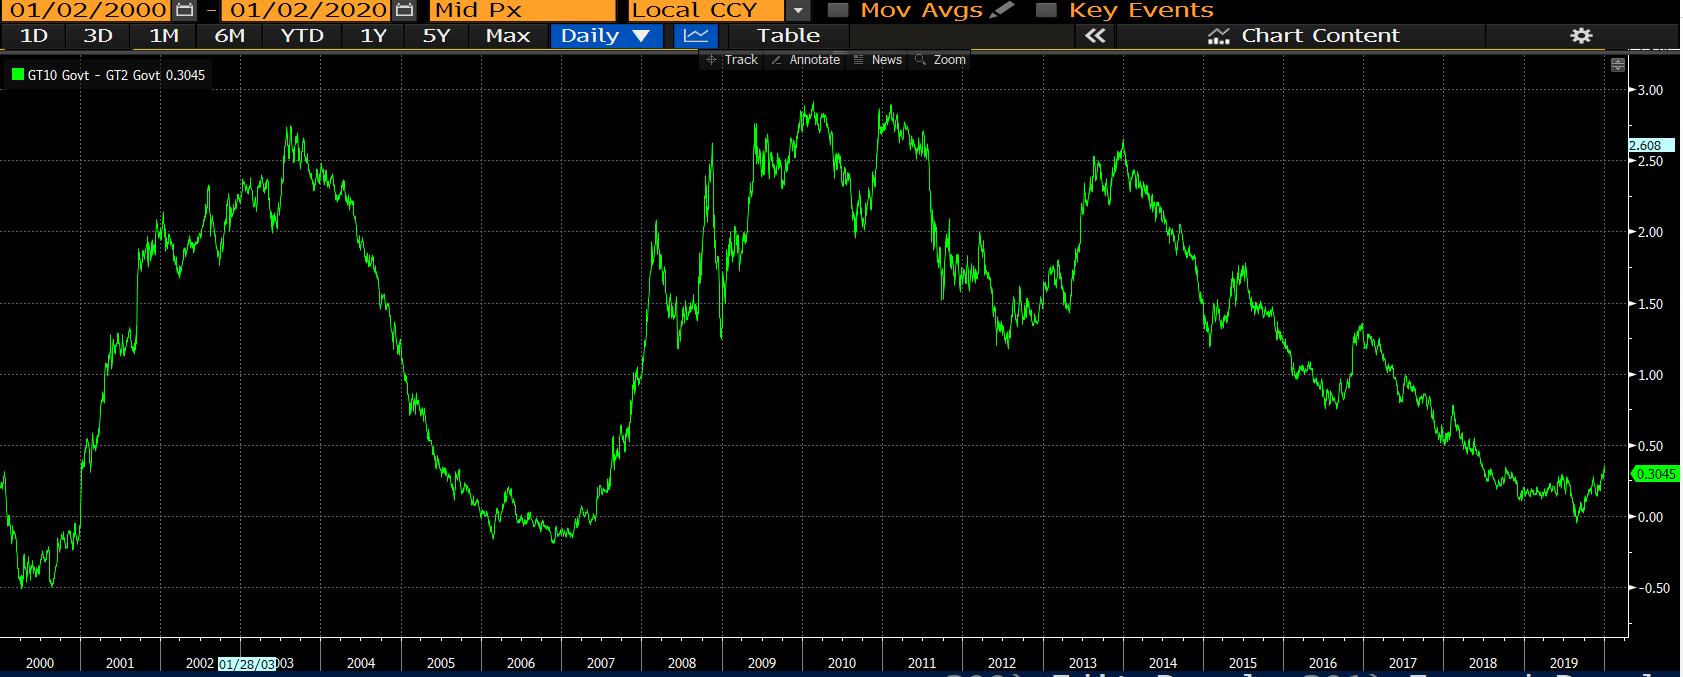 01/02/2000 - 01/02/2020 Mid Px Local CCY Mov Avgs Key Events
1D 3D 1M 6M YTD 1Y 5Y Max Daily ▼ Table « Chart Content
Track Annotate News Zoom
GT10 Govt - GT2 Govt 0.3045
3.00
2.608
2.50
2.00
1.50
1.00
0.50
0.3045
0.00
-0.50
2000 2001 2002 01/28/03 003 2004 2005 2006 2007 2008 2009 2010 2011 2012 2013 2014 2015 2016 2017 2018 2019